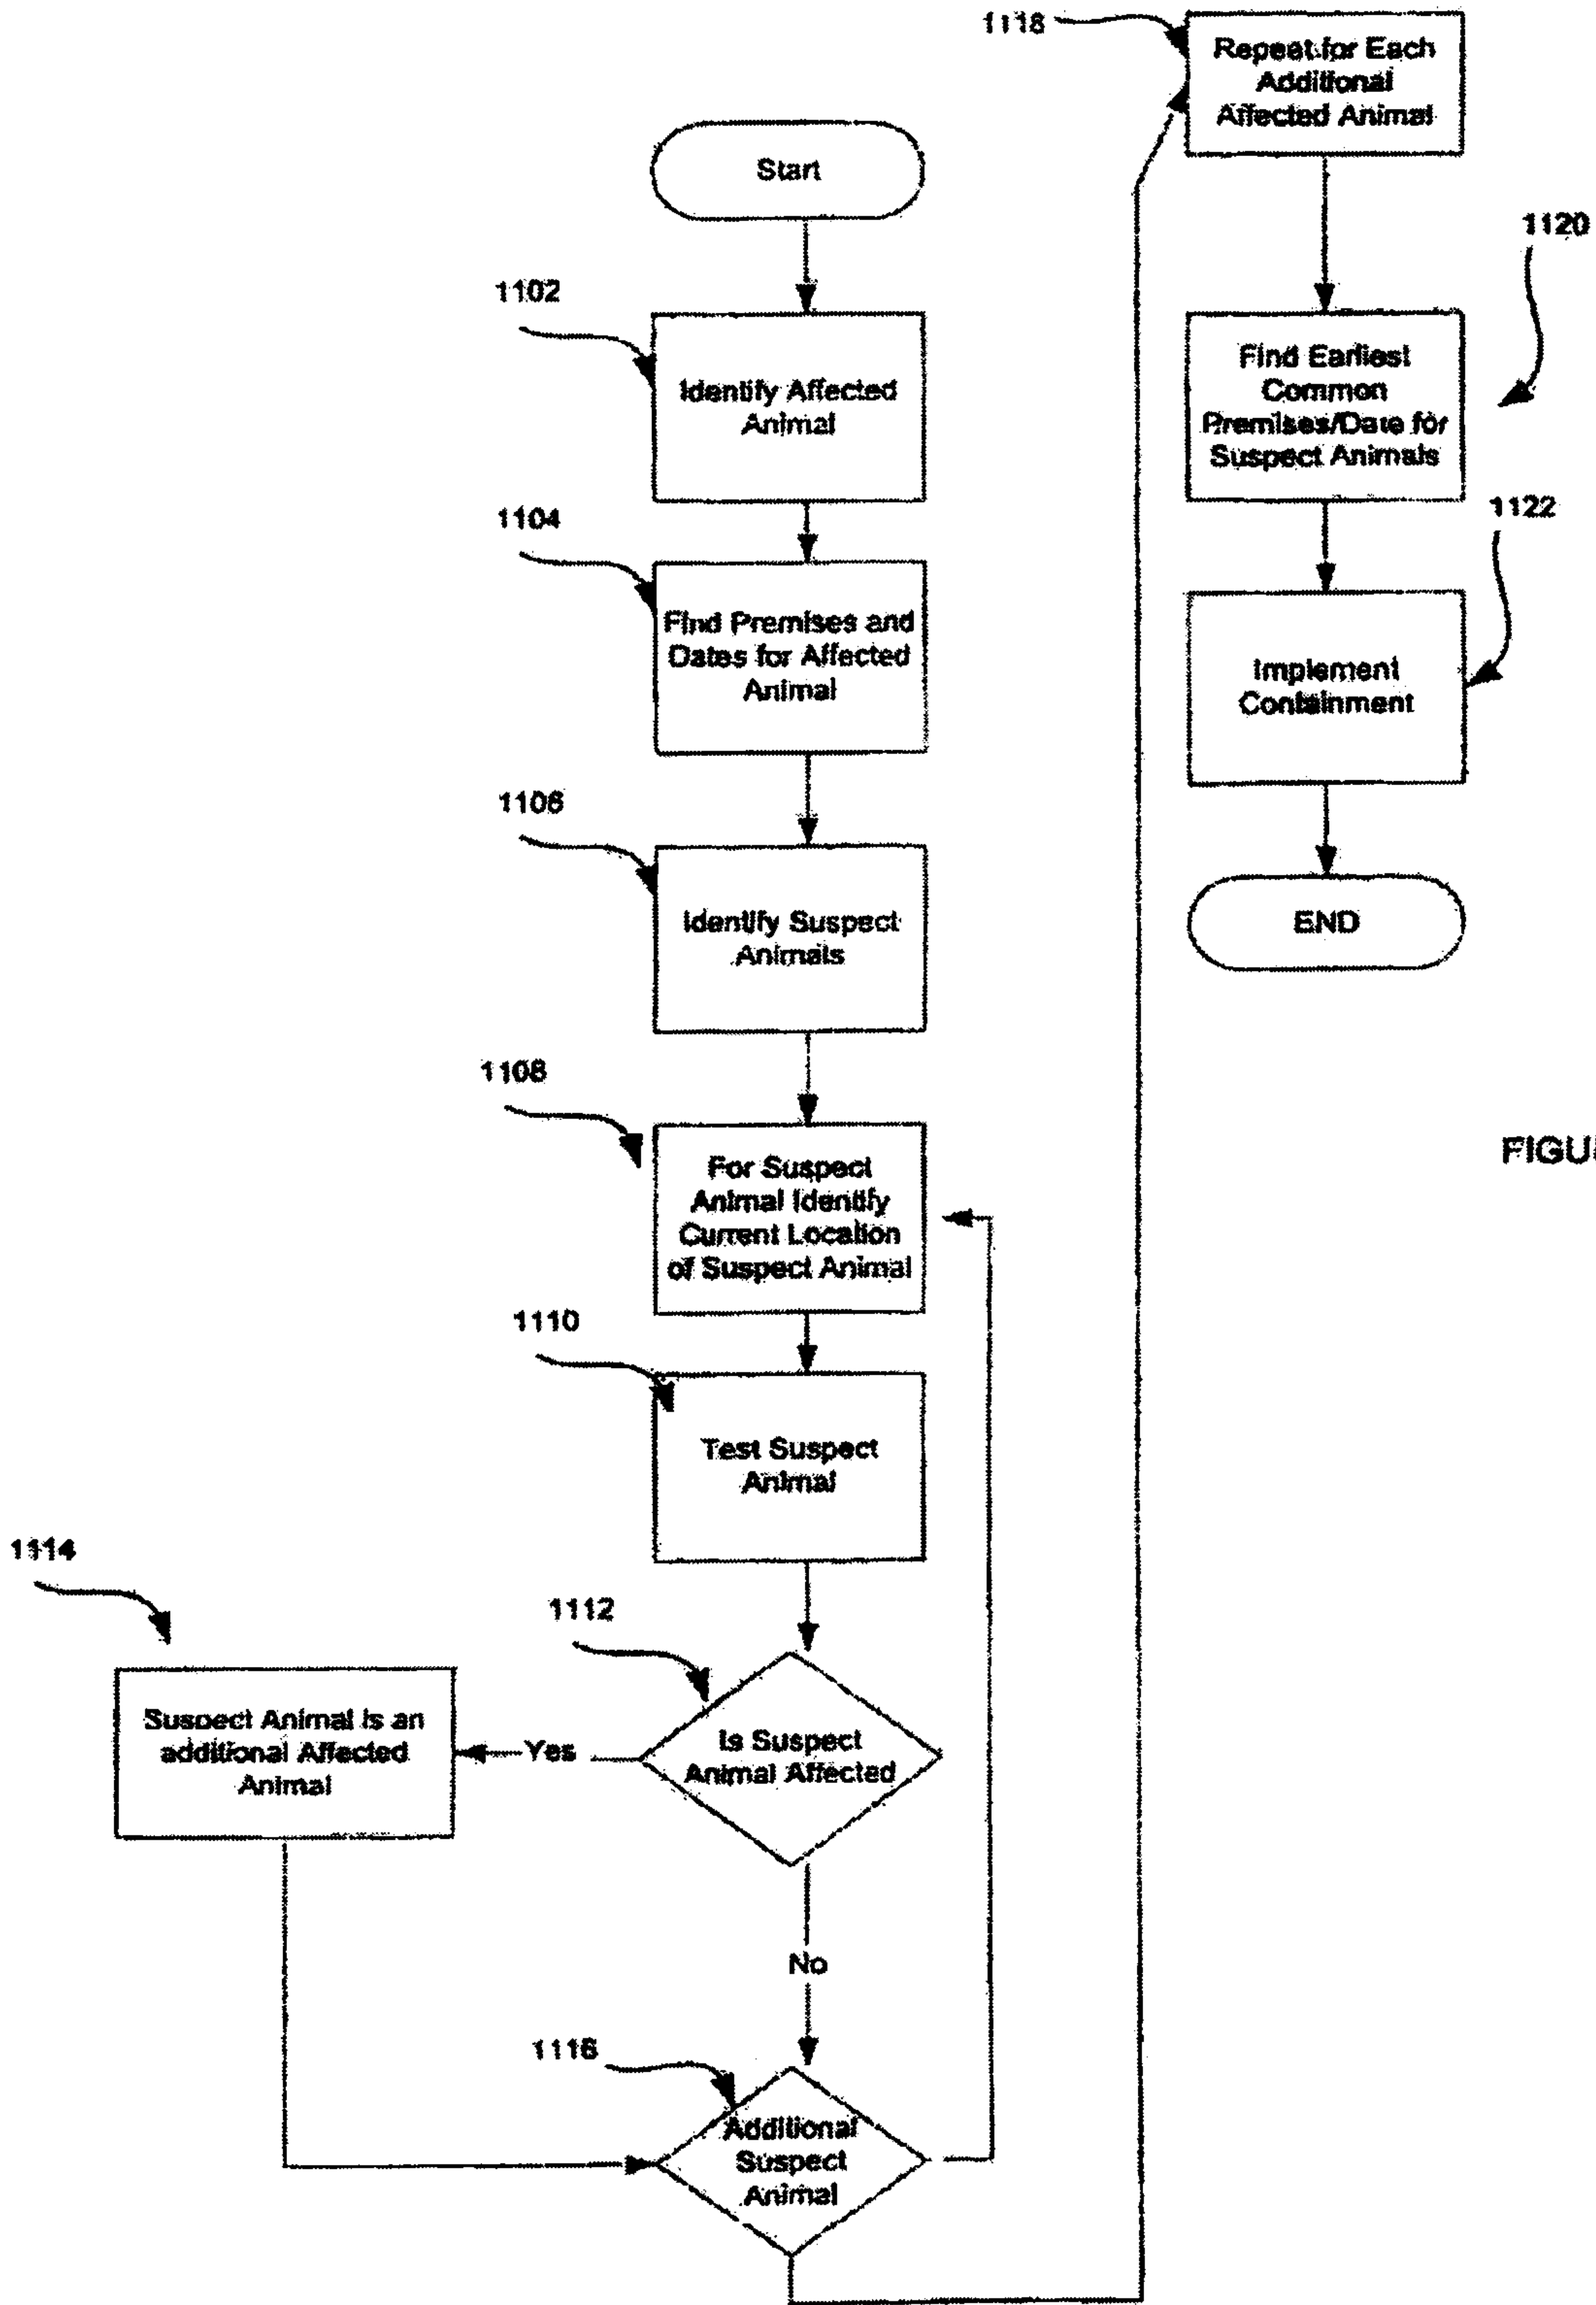 Start
1102
Identify Affected
Animal
1104
Find Premises and
Dates for Affected
Animal
1106
Identify Suspect
Animals
1108
For Suspect
Animal Identify
Current Location
of Suspect Animal
1110
Test Suspect
Animal
1112
Is Suspect
Animal Affected
Yes
1114
Suspect Animal is an
additional Affected
Animal
No
1116
Additional
Suspect
Animal
1118
Repeat for Each
Additional
Affected Animal
1120
Find Earliest
Common
Premises/Date for
Suspect Animals
1122
Implement
Containment
END